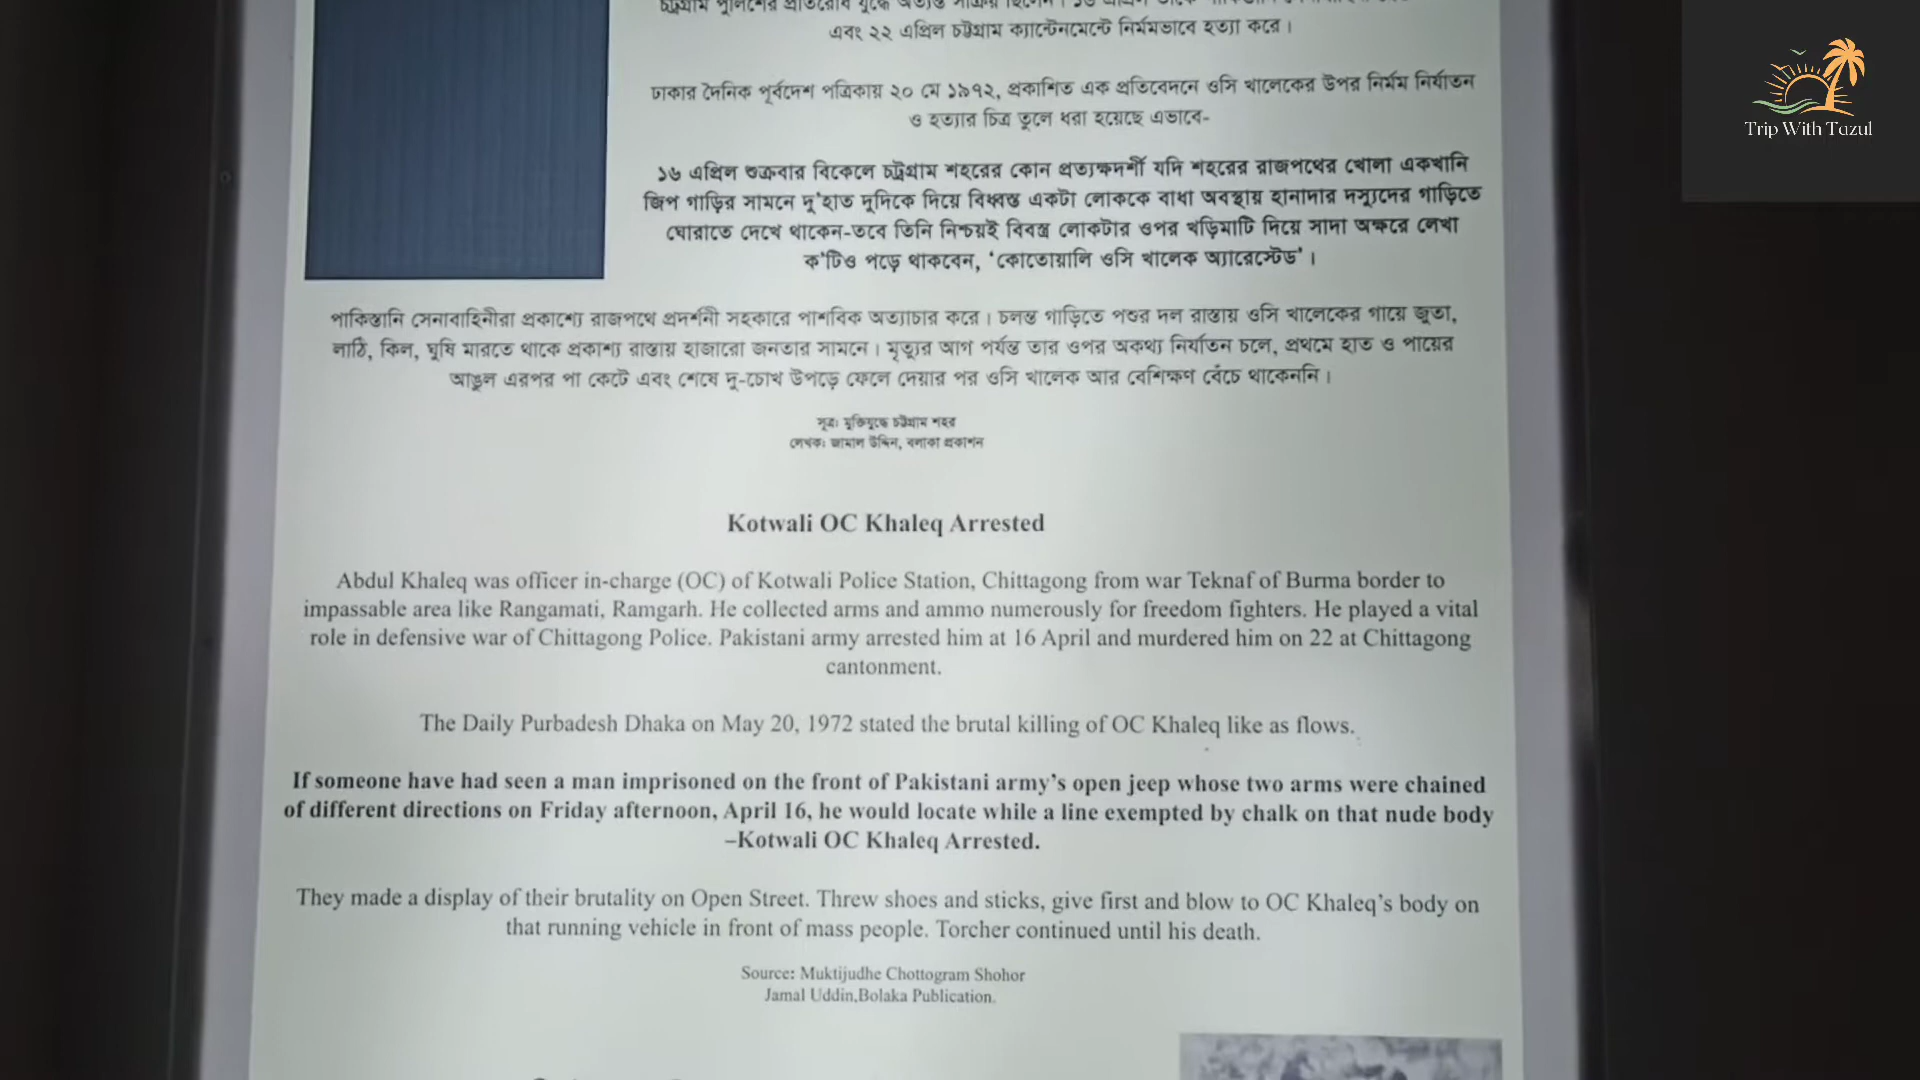 এবং ২২ এপ্রিল চট্টগ্রাম ক্যান্টেনমেন্টে নির্মমভাবে হত্যা করে।
ঢাকার দৈনিক পূর্বদেশ পত্রিকায় ২০ মে ১৯৭২, প্রকাশিত এক প্রতিবেদনে ওসি খালেকের উপর নির্মম নির্যাতন
ও হত্যার চিত্র তুলে ধরা হয়েছে এভাবে-
১৬ এপ্রিল শুক্রবার বিকেলে চট্রগ্রাম শহরের কোন প্রত্যক্ষদর্শী যদি শহরের রাজপথের খোলা একখানি
জিপ গাড়ির সামনে দু'হাত দুদিকে দিয়ে বিধ্বস্ত একটা লোককে বাধা অবস্থায় হানাদার দস্যুদের গাড়িতে
ঘোরাতে দেখে থাকেন-তবে তিনি নিশ্চয়ই বিবস্ত্র লোকটার ওপর খড়িমাটি দিয়ে সাদা অক্ষরে লেখা
ক'টিও পড়ে থাকবেন, ‘কোতোয়ালি ওসি খালেক অ্যারেস্টেড’।
পাকিস্তানি সেনাবাহিনীরা প্রকাশ্যে রাজপথে প্রদর্শনী সহকারে পাশবিক অত্যাচার করে। চলন্ত গাড়িতে পশুর দল রাস্তায় ওসি খালেকের গায়ে জুতা,
লাঠি, কিল, ঘুষি মারতে থাকে প্রকাশ্য রাস্তায় হাজারো জনতার সামনে। মৃত্যুর আগ পর্যন্ত তার ওপর অকথ্য নির্যাতন চলে, প্রথমে হাত ও পায়ের
আঙুল এরপর পা কেটে এবং শেষে দু-চোখ উপড়ে ফেলে দেয়ার পর ওসি খালেক আর বেশিক্ষণ বেঁচে থাকেননি।
সূত্র: মুক্তিযুদ্ধে চট্টগ্রাম শহর
লেখক: জামাল উদ্দিন, বলাকা প্রকাশন
Kotwali OC Khaleq Arrested
Abdul Khaleq was officer in-charge (OC) of Kotwali Police Station, Chittagong from war Teknaf of Burma border to
impassable area like Rangamati, Ramgarh. He collected arms and ammo numerously for freedom fighters. He played a vital
role in defensive war of Chittagong Police. Pakistani army arrested him at 16 April and murdered him on 22 at Chittagong
cantonment.
The Daily Purbadesh Dhaka on May 20, 1972 stated the brutal killing of OC Khaleq like as flows.
If someone have had seen a man imprisoned on the front of Pakistani army’s open jeep whose two arms were chained
of different directions on Friday afternoon, April 16, he would locate while a line exempted by chalk on that nude body
–Kotwali OC Khaleq Arrested.
They made a display of their brutality on Open Street. Threw shoes and sticks, give first and blow to OC Khaleq’s body on
that running vehicle in front of mass people. Torcher continued until his death.
Source: Muktijudhe Chottogram Shohor
Jamal Uddin,Bolaka Publication.
Trip With Tazul